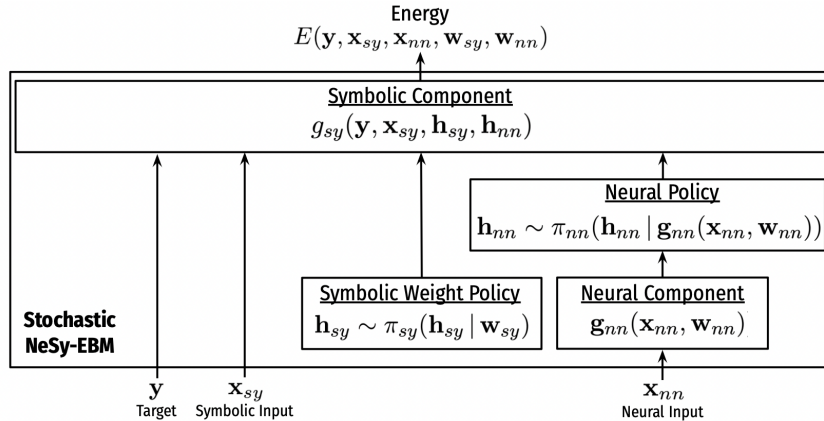 Energy
E(y, x_sy, x_nn, w_sy, w_nn)
Symbolic Component
g_sy(y, x_sy, h_sy, h_nn)
Neural Policy
h_nn ∼ π_nn(h_nn | g_nn(x_nn, w_nn))
Symbolic Weight Policy
h_sy ∼ π_sy(h_sy | w_sy)
Neural Component
g_nn(x_nn, w_nn)
Stochastic
NeSy-EBM
y
Target
x_sy
Symbolic Input
x_nn
Neural Input